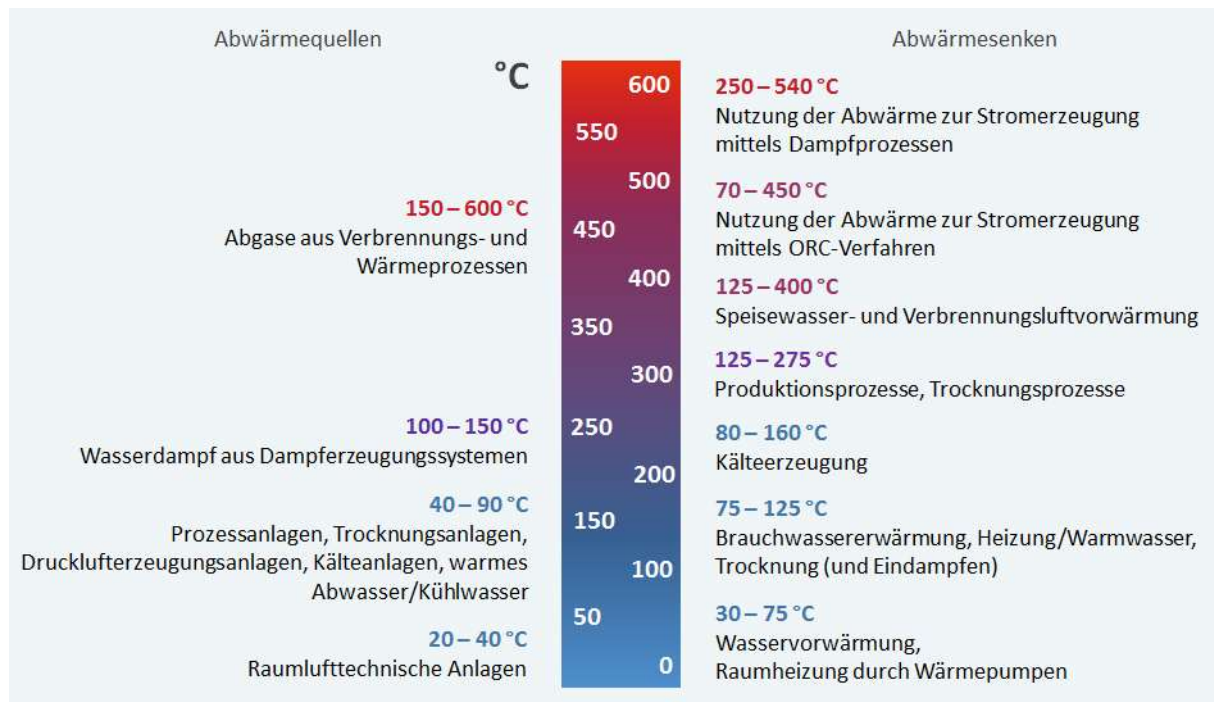 Abwärmequellen
°C
150 – 600 °C
Abgase aus Verbrennungs- und
Wärmeprozessen
100 – 150 °C
Wasserdampf aus Dampferzeugungssystemen
40 – 90 °C
Prozessanlagen, Trocknungsanlagen,
Drucklufterzeugungsanlagen, Kälteanlagen, warmes
Abwasser/Kühlwasser
20 – 40 °C
Raumlufttechnische Anlagen
600
550
500
450
400
350
300
250
200
150
100
50
0
Abwärmesenken
250 – 540 °C
Nutzung der Abwärme zur Stromerzeugung
mittels Dampfprozessen
70 – 450 °C
Nutzung der Abwärme zur Stromerzeugung
mittels ORC-Verfahren
125 – 400 °C
Speisewasser- und Verbrennungsluftvorwärmung
125 – 275 °C
Produktionsprozesse, Trocknungsprozesse
80 – 160 °C
Kälteerzeugung
75 – 125 °C
Brauchwassererwärmung, Heizung/Warmwasser,
Trocknung (und Eindampfen)
30 – 75 °C
Wasservorwärmung,
Raumheizung durch Wärmepumpen